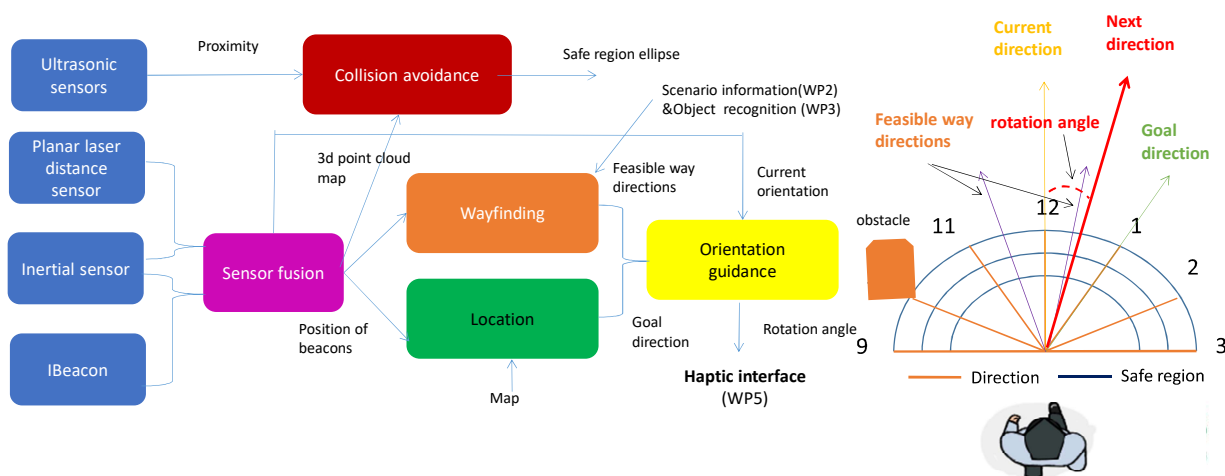 Ultrasonic
sensors
Proximity
Collision avoidance
Safe region ellipse
Scenario information(WP2)
&Object recognition (WP3)
Planar laser
distance
sensor
3d point cloud
map
Feasible way
directions
Current
orientation
Wayfinding
Inertial sensor
Sensor fusion
Orientation
guidance
Position of
beacons
Location
Goal
direction
Rotation angle
IBeacon
Map
Haptic interface
(WP5)
Current
direction
Next
direction
Feasible way
directions
rotation angle
Goal
direction
obstacle
12
11
1
2
9
3
Direction
Safe region